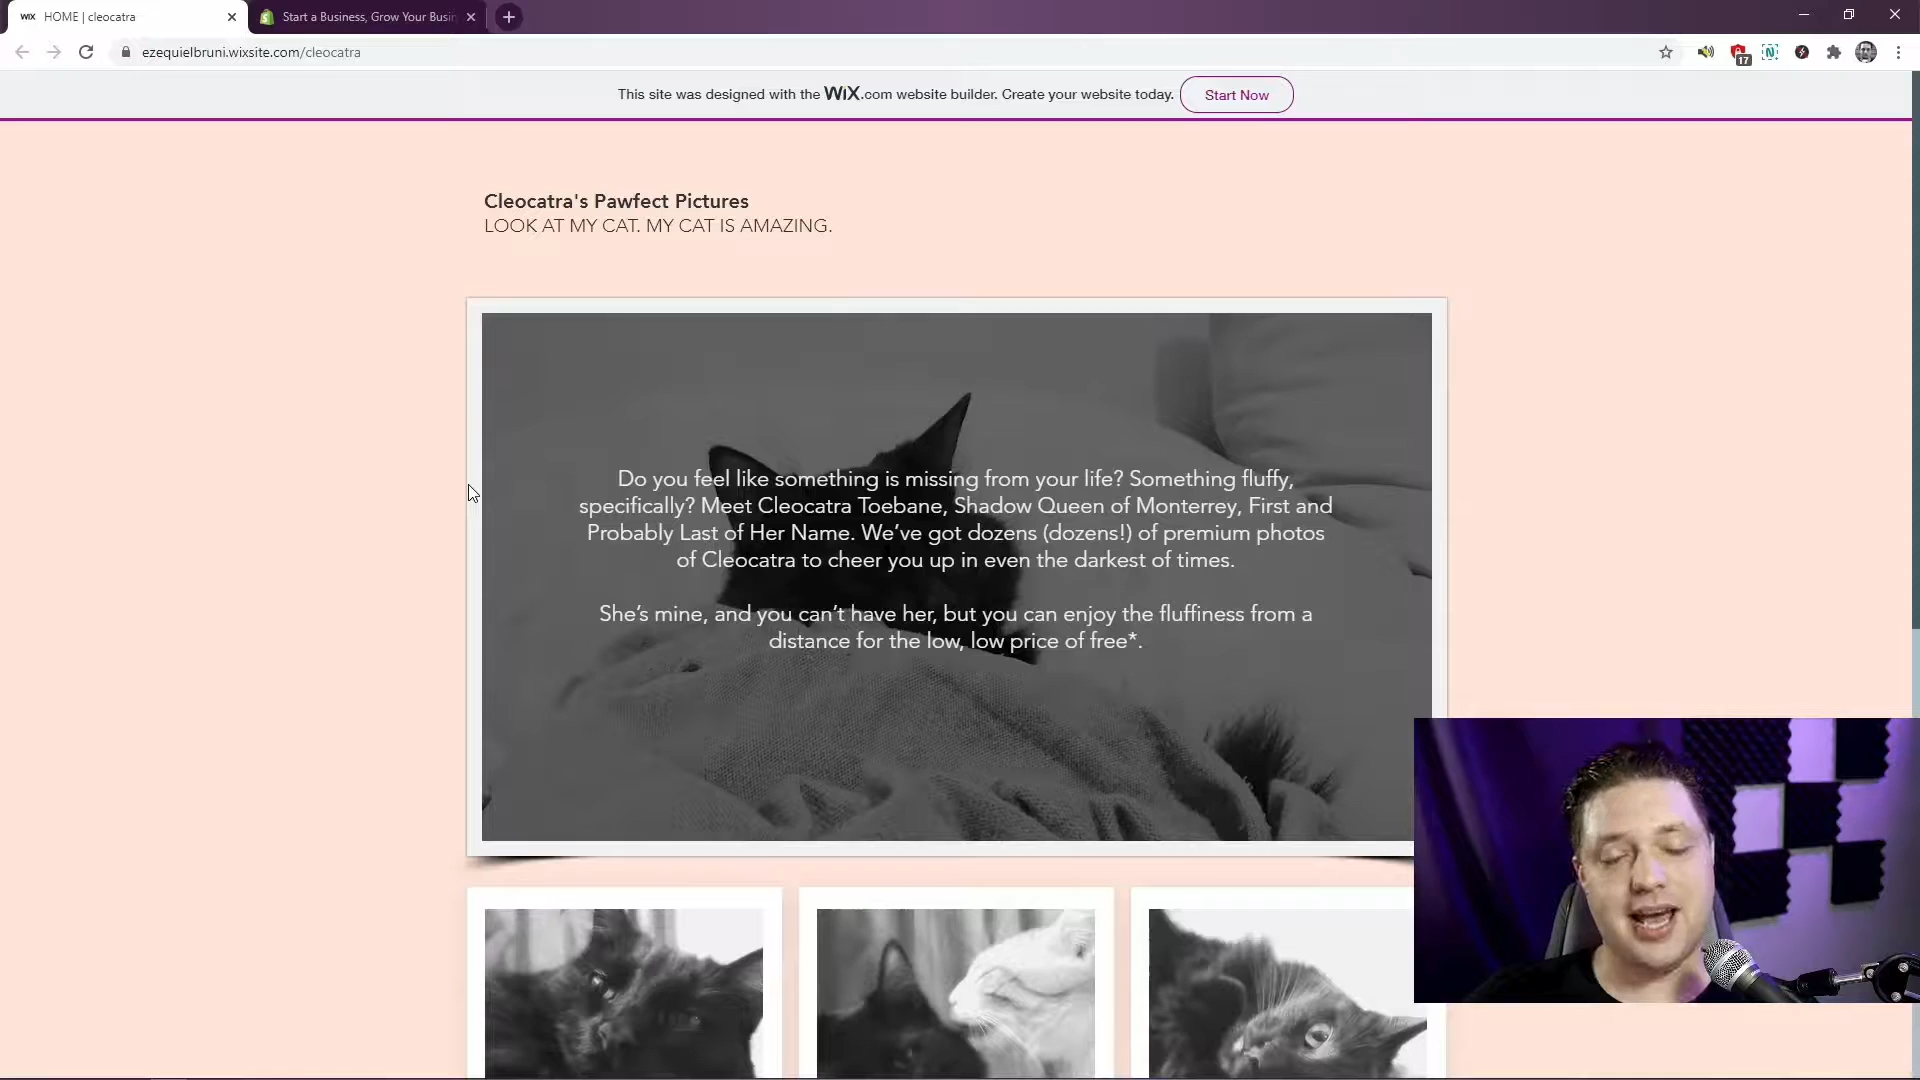 WiX HOME | cleocatra
Start a Business, Grow Your Busin
ezequielbruni.wixsite.com/cleocatra
17
N
This site was designed with the WiX.com website builder. Create your website today. Start Now
Cleocatra's Pawfect Pictures
LOOK AT MY CAT. MY CAT IS AMAZING.
Do you feel like something is missing from your life? Something fluffy,
specifically? Meet Cleocatra Toebane, Shadow Queen of Monterrey, First and
Probably Last of Her Name. We’ve got dozens (dozens!) of premium photos
of Cleocatra to cheer you up in even the darkest of times.
She’s mine, and you can’t have her, but you can enjoy the fluffiness from a
distance for the low, low price of free*.